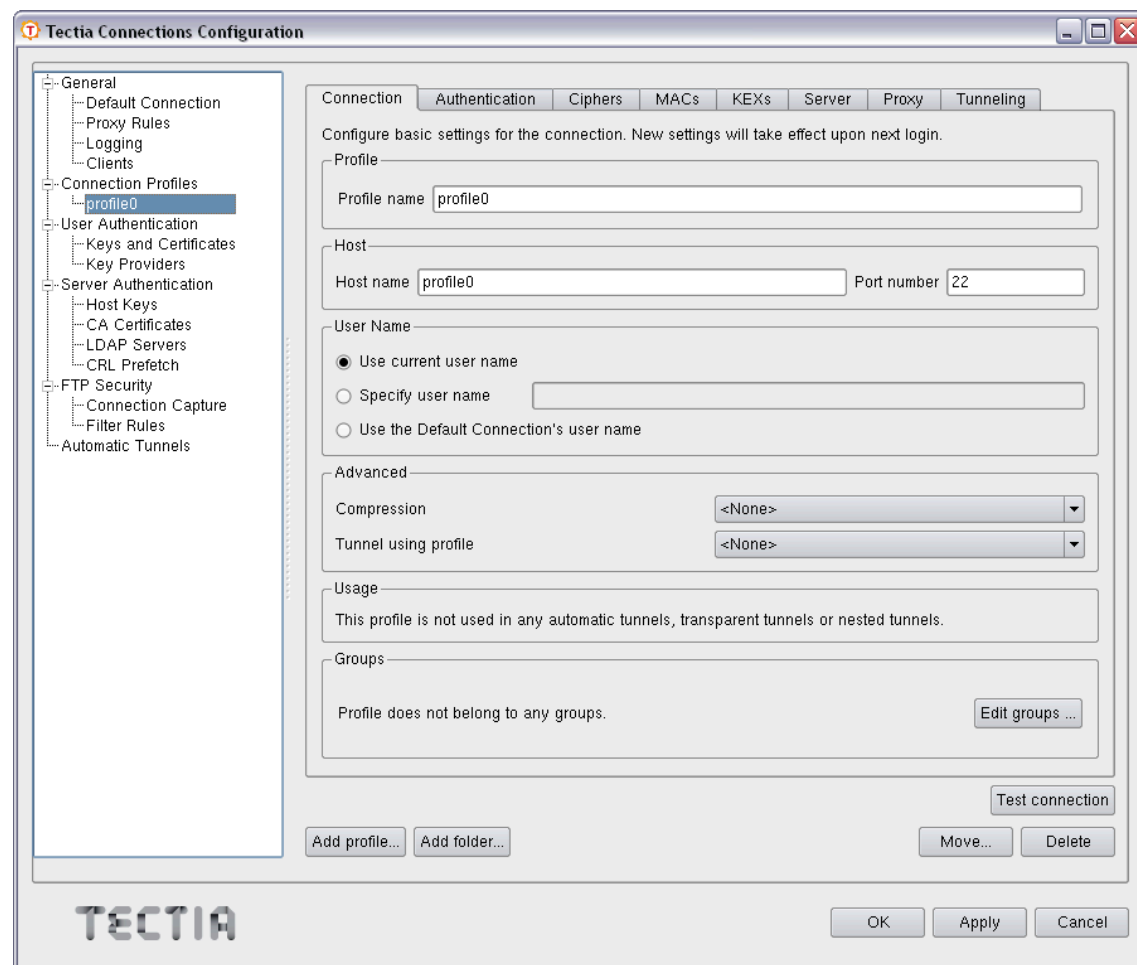 Tectia Connections Configuration
General
Default Connection
Proxy Rules
Logging
Clients
Connection Profiles
profile0
User Authentication
Keys and Certificates
Key Providers
Server Authentication
Host Keys
CA Certificates
LDAP Servers
CRL Prefetch
FTP Security
Connection Capture
Filter Rules
Automatic Tunnels
Connection Authentication Ciphers MACs KEXs Server Proxy Tunneling
Configure basic settings for the connection. New settings will take effect upon next login.
Profile
Profile name profile0
Host
Host name profile0 Port number 22
User Name
Use current user name
Specify user name
Use the Default Connection's user name
Advanced
Compression <None>
Tunnel using profile <None>
Usage
This profile is not used in any automatic tunnels, transparent tunnels or nested tunnels.
Groups
Profile does not belong to any groups. Edit groups ...
Test connection
Add profile... Add folder... Move... Delete
TECTIA OK Apply Cancel